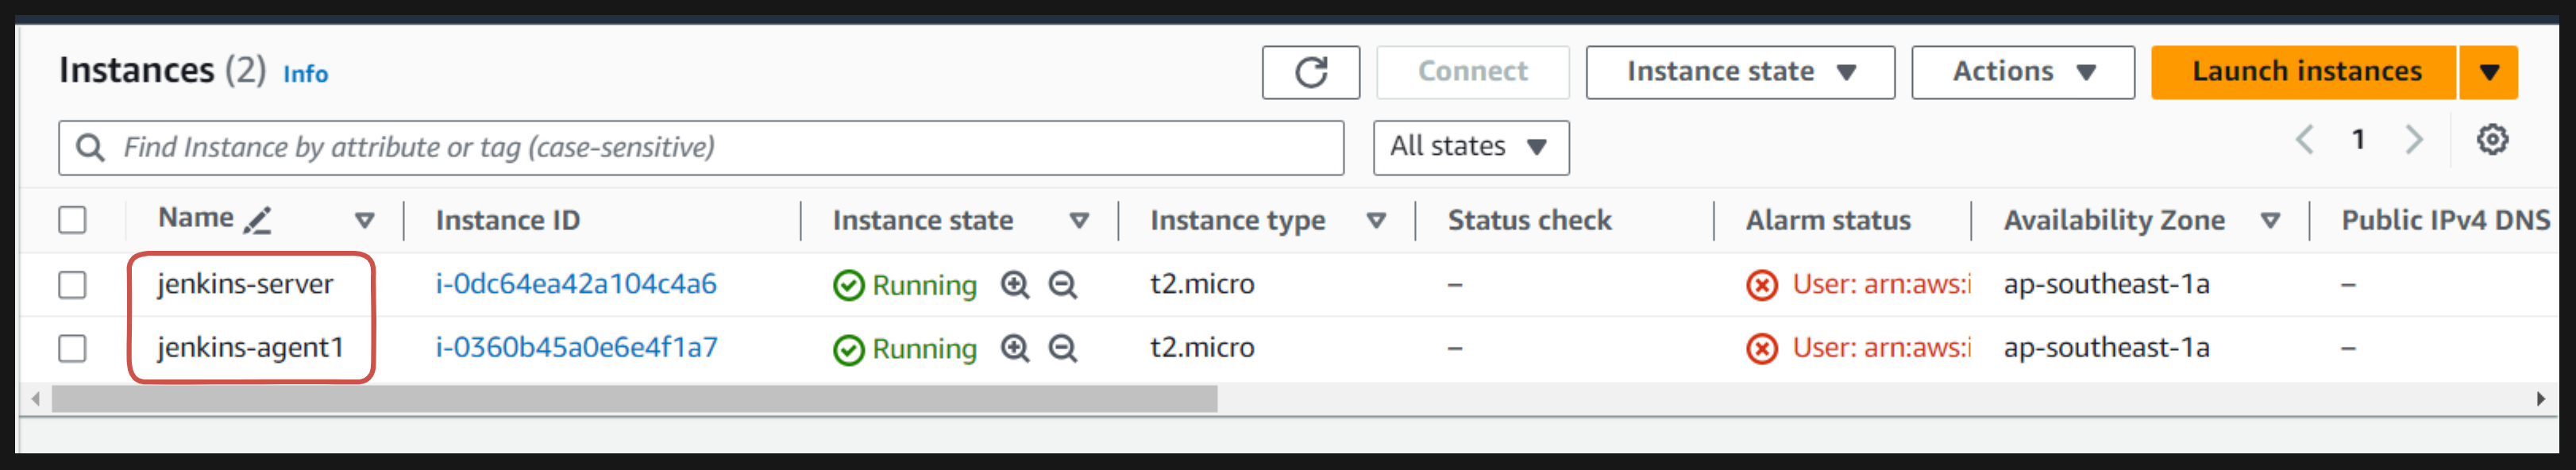 Instances (2) Info Connect Instance state Actions Launch instances
Find Instance by attribute or tag (case-sensitive) All states 1
Name Instance ID Instance state Instance type Status check Alarm status Availability Zone Public IPv4 DNS
jenkins-server i-0dc64ea42a104c4a6 Running t2.micro – User: arn:aws:i ap-southeast-1a –
jenkins-agent1 i-0360b45a0e6e4f1a7 Running t2.micro – User: arn:aws:i ap-southeast-1a –